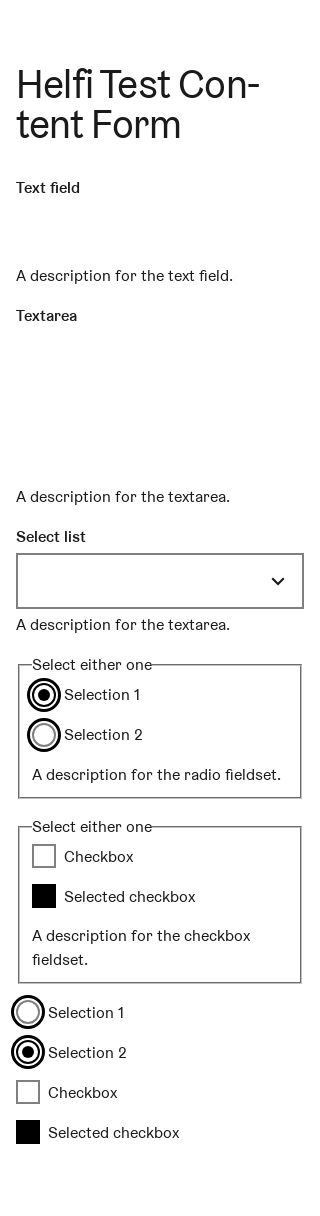 Helfi Test Con-
tent Form
Text field
A description for the text field.
Textarea
A description for the textarea.
Select list
A description for the textarea.
Select either one
Selection 1
Selection 2
A description for the radio fieldset.
Select either one
Checkbox
Selected checkbox
A description for the checkbox
fieldset.
Selection 1
Selection 2
Checkbox
Selected checkbox